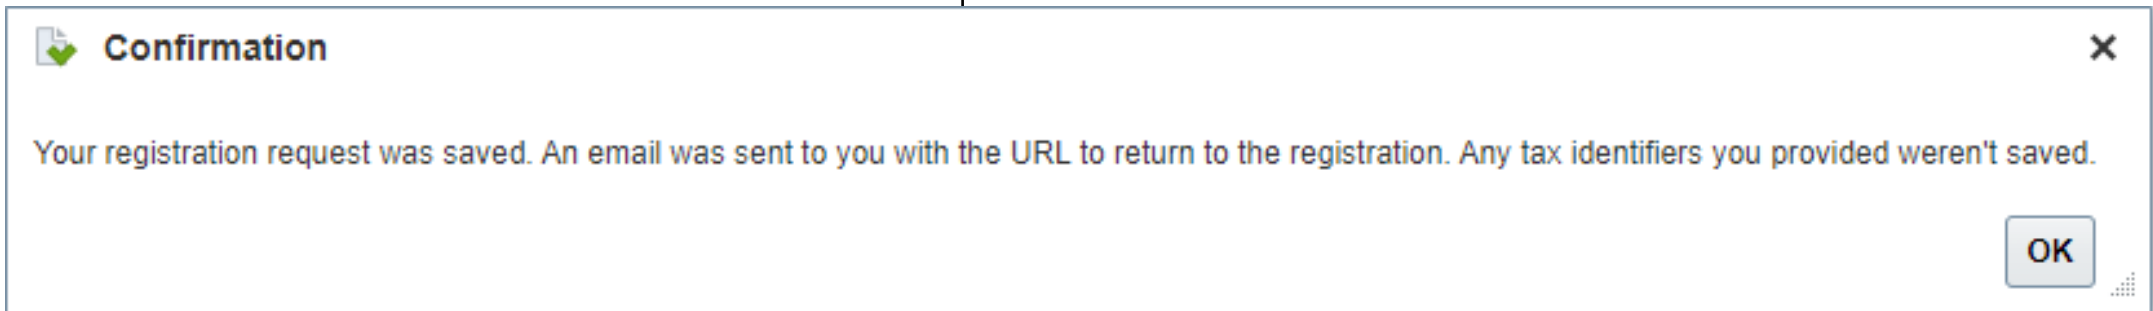 Confirmation
Your registration request was saved. An email was sent to you with the URL to return to the registration. Any tax identifiers you provided weren't saved.
OK